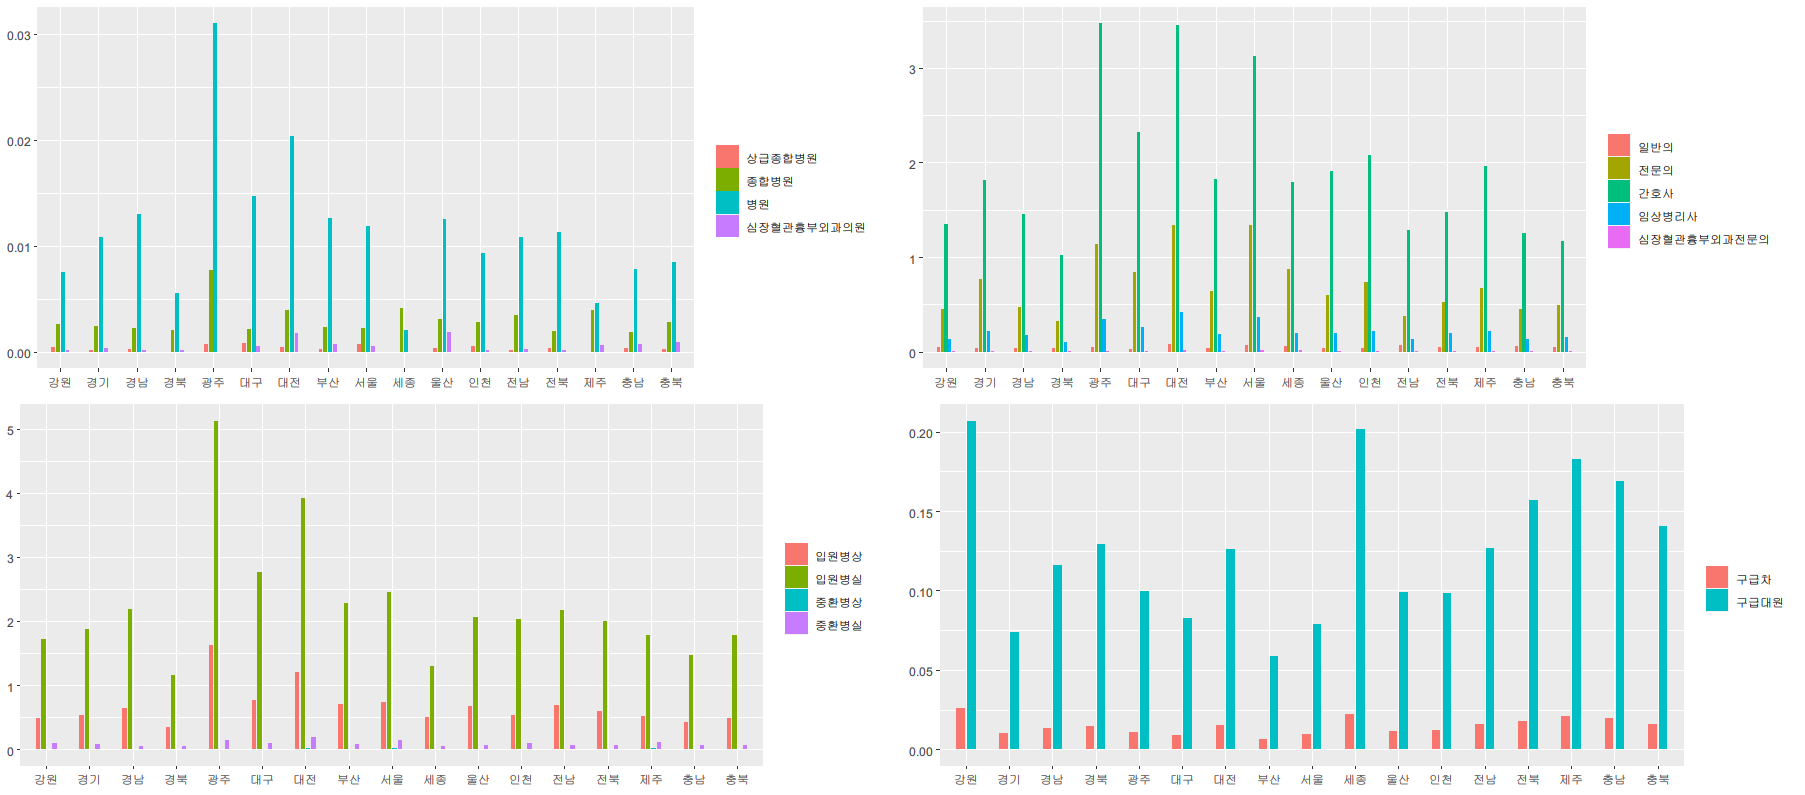 0.03
0.02
0.01
0.00
강원 경기 경남 경북 광주 대구 대전 부산 서울 세종 울산 인천 전남 전북 제주 충남 충북
상급종합병원
종합병원
병원
심장혈관흉부외과의원
3
2
1
0
강원 경기 경남 경북 광주 대구 대전 부산 서울 세종 울산 인천 전남 전북 제주 충남 충북
일반의
전문의
간호사
임상병리사
심장혈관흉부외과전문의
5
4
3
2
1
0
강원 경기 경남 경북 광주 대구 대전 부산 서울 세종 울산 인천 전남 전북 제주 충남 충북
입원병상
입원병실
중환병상
중환병실
0.20
0.15
0.10
0.05
0.00
강원 경기 경남 경북 광주 대구 대전 부산 서울 세종 울산 인천 전남 전북 제주 충남 충북
구급차
구급대원